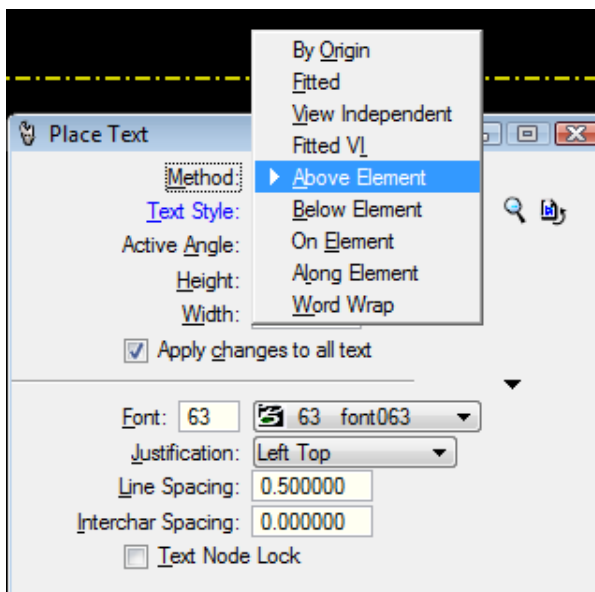 By Origin
Fitted
View Independent
Fitted VI
Place Text
Method:
Above Element
Text Style:
Below Element
Active Angle:
On Element
Height:
Along Element
Width:
Word Wrap
Apply changes to all text
Font: 63 63 font063
Justification: Left Top
Line Spacing: 0.500000
Interchar Spacing: 0.000000
Text Node Lock